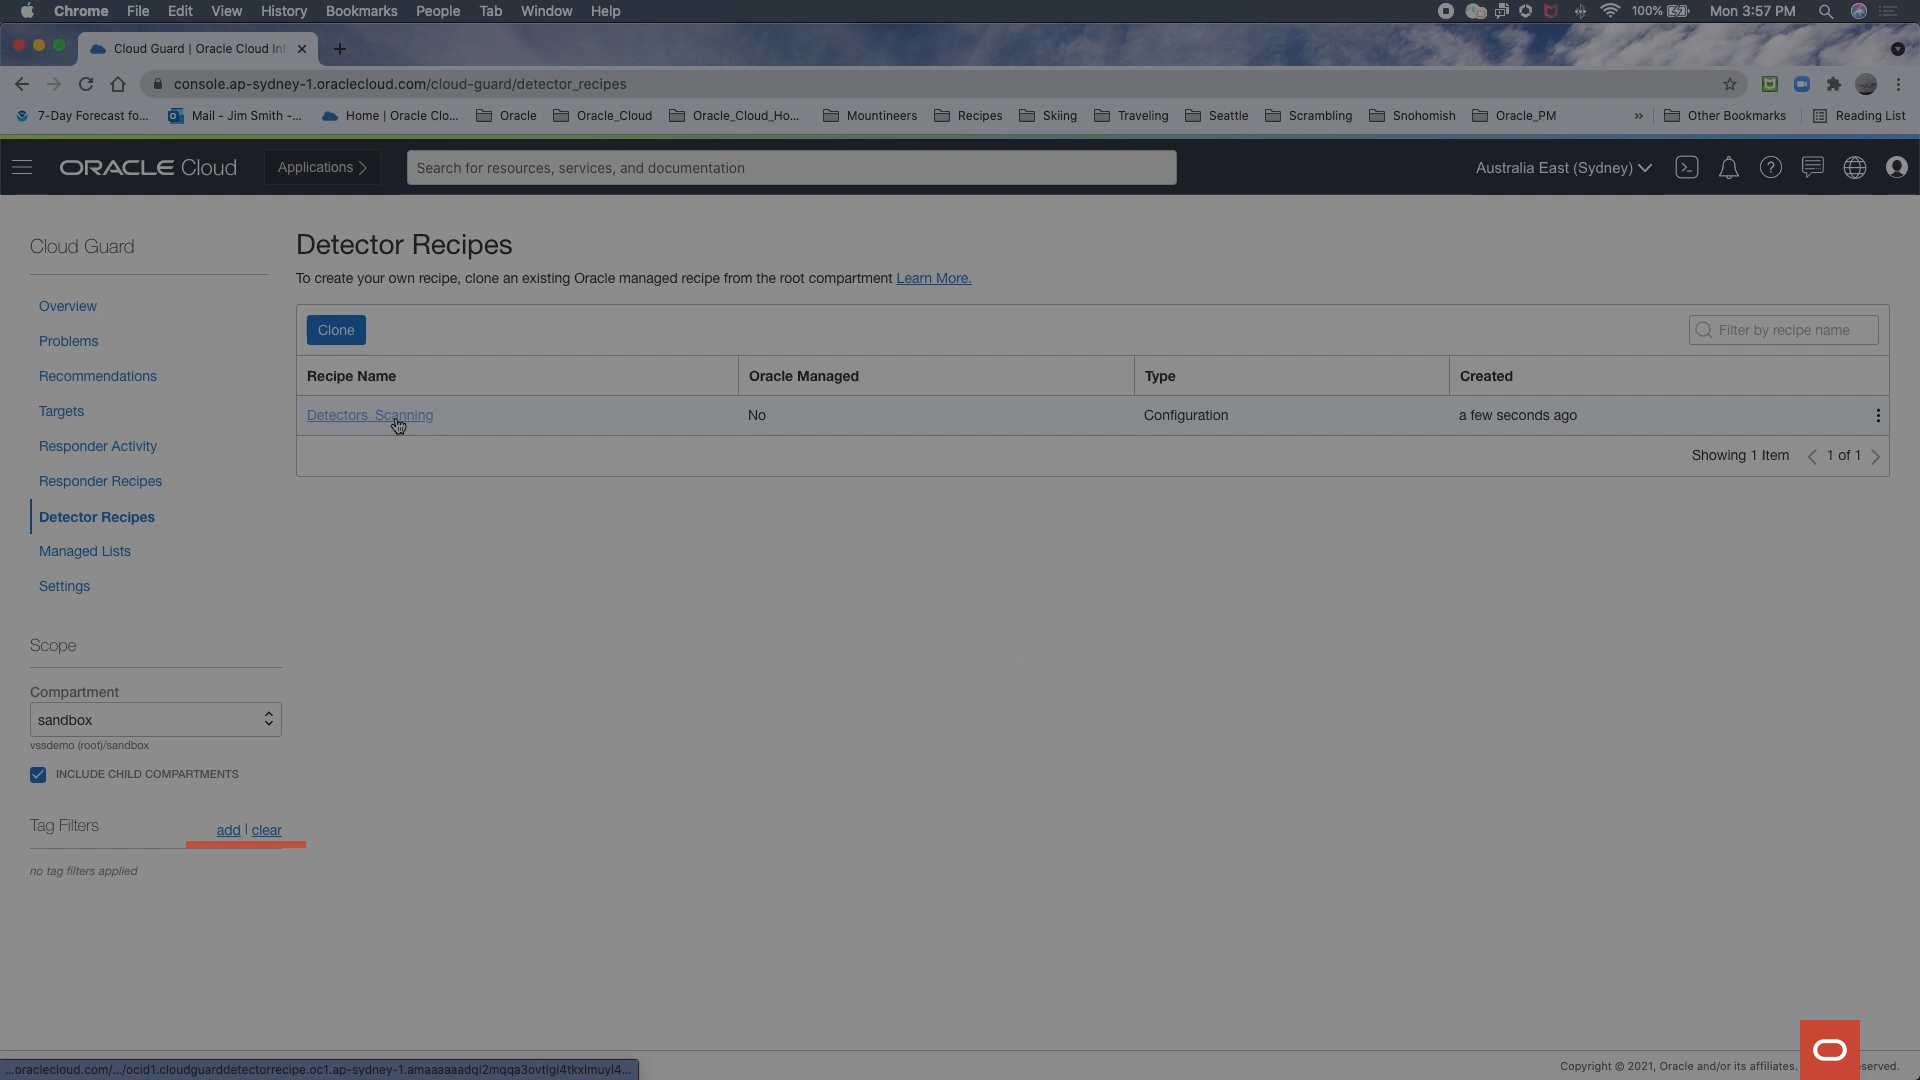 Chrome File Edit View History Bookmarks People Tab Window Help
100% Mon 3:57 PM
Cloud Guard | Oracle Cloud Inf
console.ap-sydney-1.oraclecloud.com/cloud-guard/detector_recipes
7-Day Forecast fo... Mail - Jim Smith -... Home | Oracle Clo... Oracle Oracle_Cloud Oracle_Cloud_Ho... Mountineers Recipes Skiing Traveling Seattle Scrambling Snohomish Oracle_PM » Other Bookmarks Reading List
ORACLE Cloud Applications Search for resources, services, and documentation Australia East (Sydney)
Cloud Guard
Overview
Problems
Recommendations
Targets
Responder Activity
Responder Recipes
Detector Recipes
Managed Lists
Settings
Scope
Compartment
sandbox
vssdemo (root)/sandbox
INCLUDE CHILD COMPARTMENTS
Tag Filters add | clear
no tag filters applied
Detector Recipes
To create your own recipe, clone an existing Oracle managed recipe from the root compartment Learn More.
Clone Filter by recipe name
Recipe Name Oracle Managed Type Created
Detectors_Scanning No Configuration a few seconds ago
Showing 1 Item 1 of 1
...oraclecloud.com/.../ocid1.cloudguarddetectorrecipe.oc1.ap-sydney-1.amaaaaaadqi2mqqa3ovtlgi4tkxlmuyl4...
Copyright © 2021, Oracle and/or its affiliates. served.